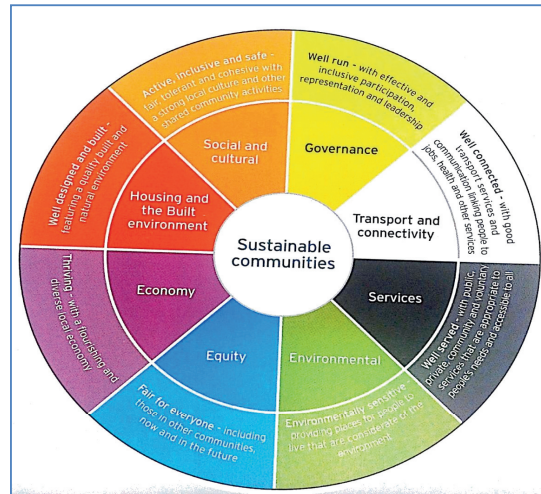 Sustainable
communities
Governance
Well run - with effective and
inclusive participation,
representation and leadership
Transport and
connectivity
Well connected - with good
transport services and
communication linking people to
jobs, health and other services
Services
Well served - with public,
private, community and voluntary
services that are appropriate to
people's needs and accessible to all
Environmental
Environmentally sensitive -
providing places for people to
live that are considerate of the
environment
Equity
Fair for everyone - including
those in other communities,
now and in the future
Economy
Thriving - with a flourishing and
diverse local economy
Housing and
the Built
environment
Well designed and built -
featuring a quality built and
natural environment
Social and
cultural
Active, inclusive and safe -
fair, tolerant and cohesive with
a strong local culture and other
shared community activities